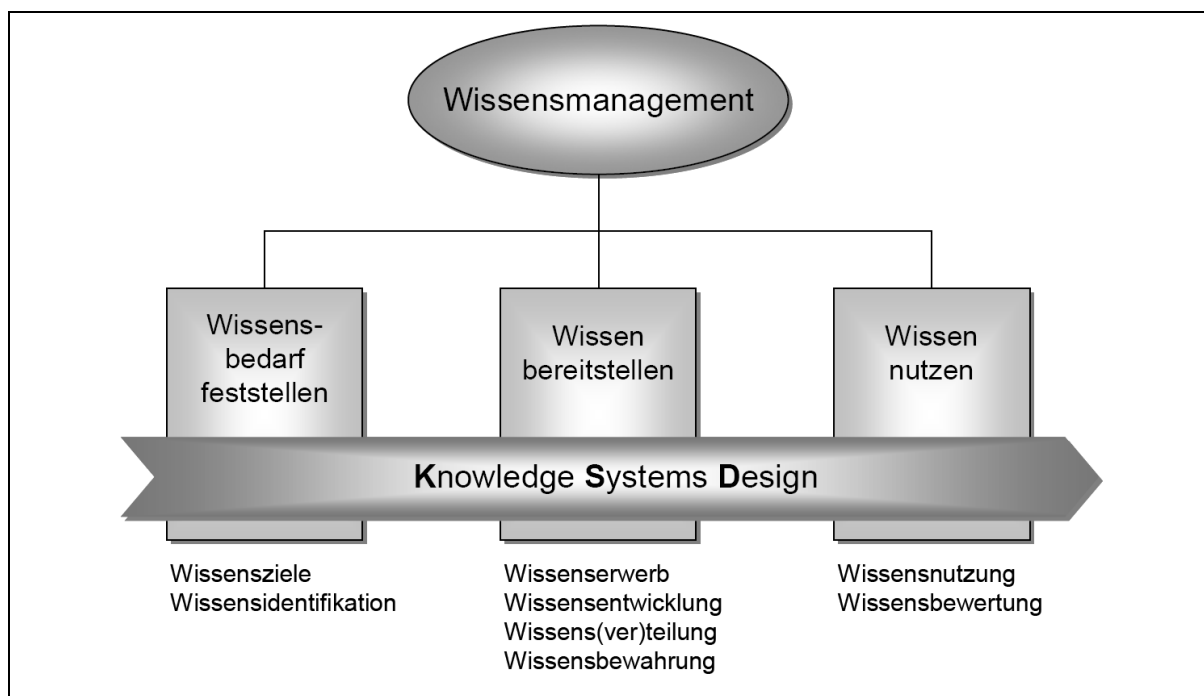 Wissensmanagement
Wissens-
bedarf
feststellen
Wissen
bereitstellen
Wissen
nutzen
Knowledge Systems Design
Wissensziele
Wissensidentifikation
Wissenserwerb
Wissensentwicklung
Wissens(ver)teilung
Wissensbewahrung
Wissensnutzung
Wissensbewertung